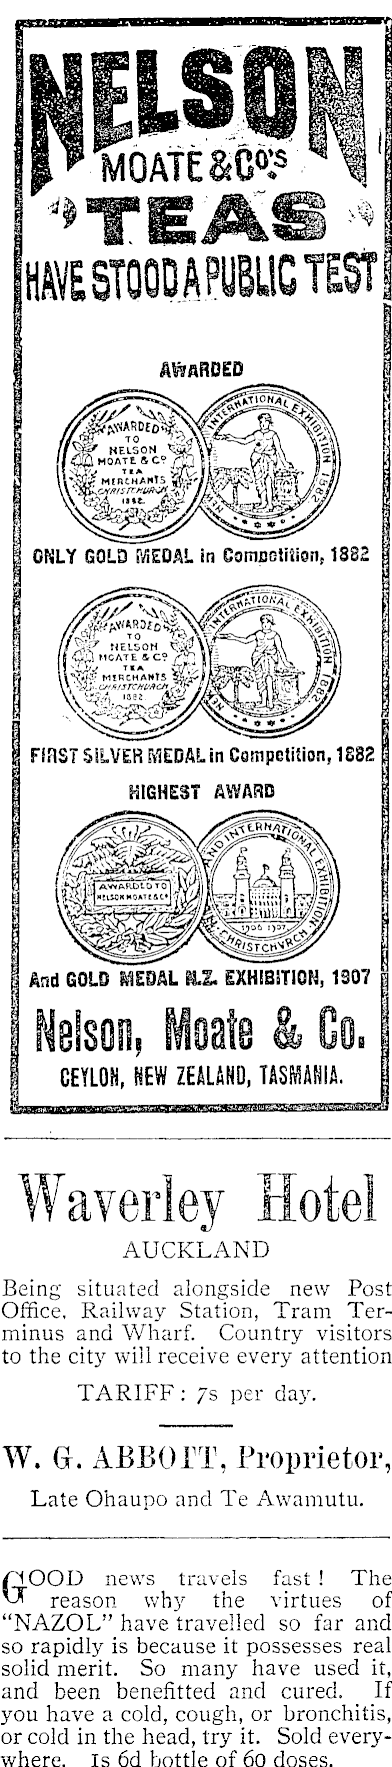 NELSON
MOATE & Co's
TEAS
HAVE STOOD A PUBLIC TEST
AWARDED
"AWARDED"
TO
NELSON
MOATE & Co
TEA
MERCHANTS
CHRISTCHURCH
1882.
INTERNATIONAL EXHIBITION 1882
NEW
ONLY GOLD MEDAL in Competition, 1882
"AWARDED"
TO
NELSON
MOATE & Co
TEA
MERCHANTS
CHRISTCHURCH
1882.
INTERNATIONAL EXHIBITION 1882
NEW
FIRST SILVER MEDAL in Competition, 1882
HIGHEST AWARD
AWARDED TO
NELSON MOATE & Co
AND INTERNATIONAL EXHIBITION
1906 1907
N.Z. CHRISTCHVRCH
And GOLD MEDAL N.Z. EXHIBITION, 1907
Nelson, Moate & Co.
CEYLON, NEW ZEALAND, TASMANIA.
Waverley Hotel
AUCKLAND
Being situated alongside new Post
Office, Railway Station, Tram Ter-
minus and Wharf. Country visitors
to the city will receive every attention
TARIFF: 7s per day.
W. G. ABBOTT, Proprietor,
Late Ohaupo and Te Awamutu.
GOOD news travels fast! The
reason why the virtues of
"NAZOL" have travelled so far and
so rapidly is because it possesses real
solid merit. So many have used it,
and been benefitted and cured. If
you have a cold, cough, or bronchitis,
or cold in the head, try it. Sold every-
where. 1s 6d bottle of 60 doses.